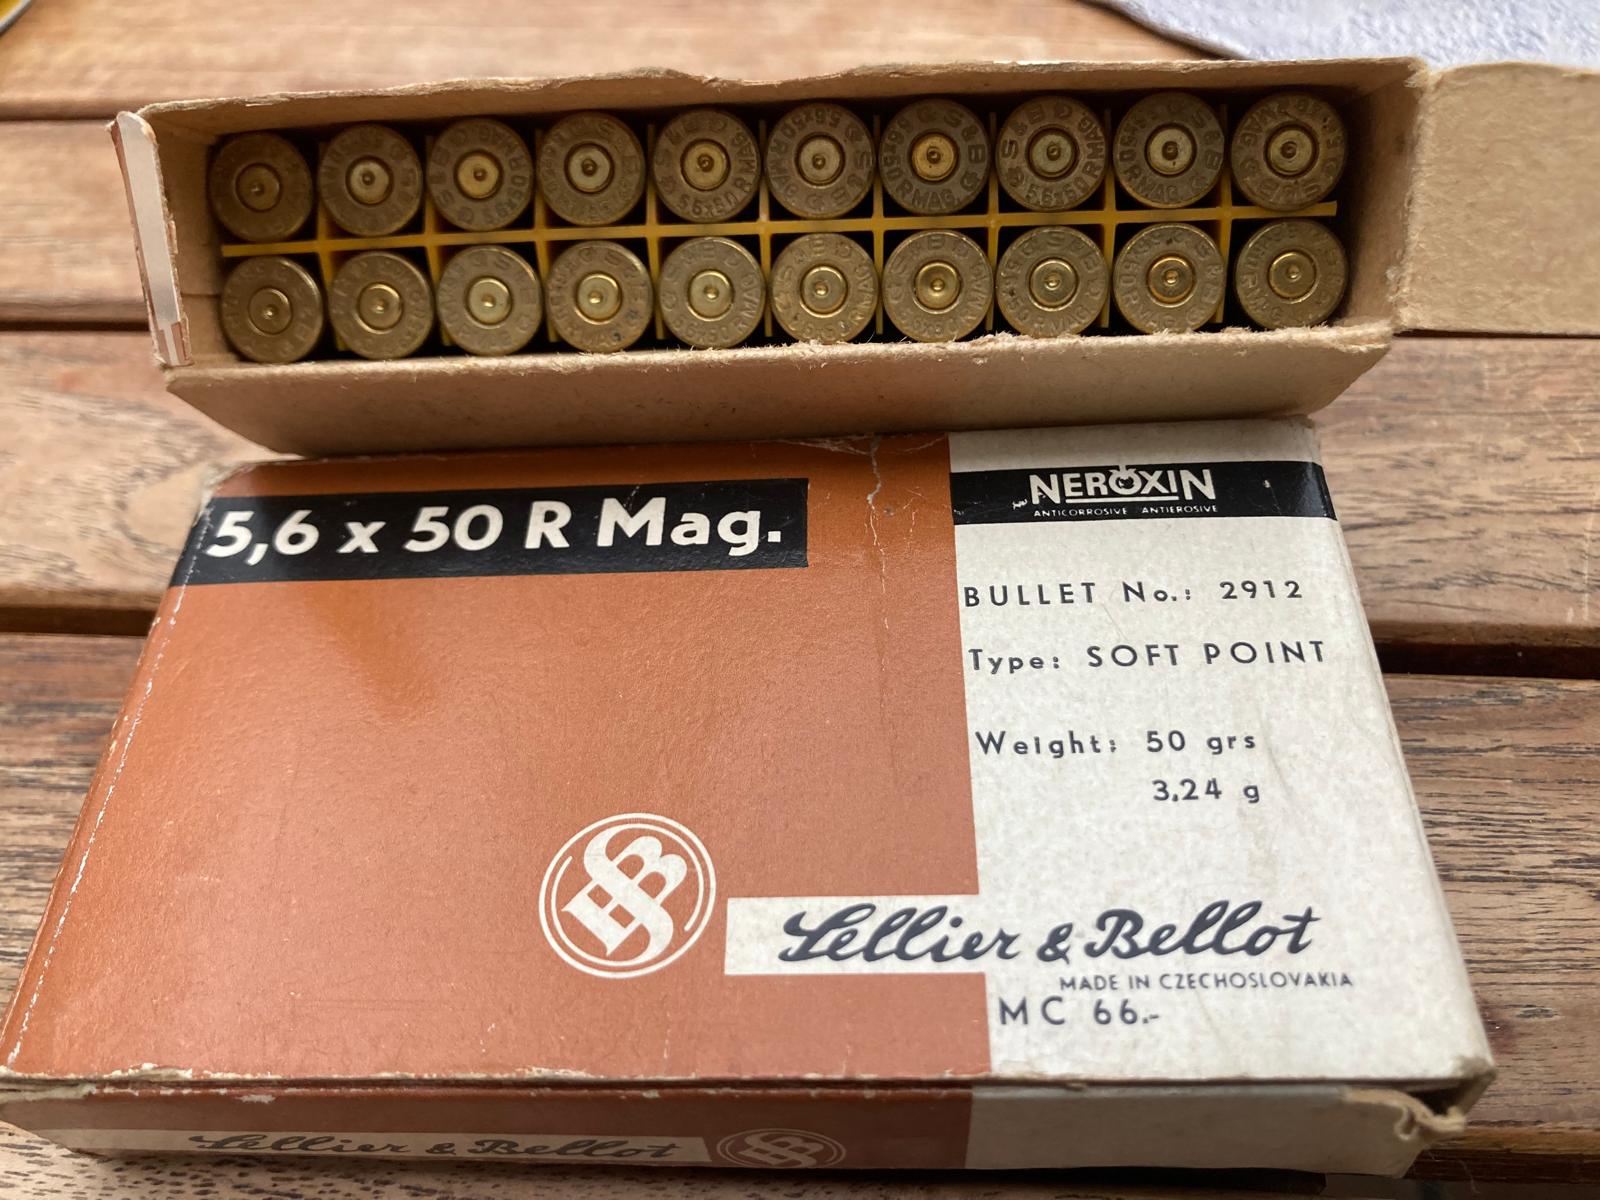 5,6 x 50 R Mag.
NEROXIN
ANTICORROSIVE ANTIEROSIVE
BULLET No.: 2912
Type: SOFT POINT
Weight: 50 grs
3,24 g
SB
Sellier & Bellot
MADE IN CZECHOSLOVAKIA
MC 66.-
Sellier & Bellot